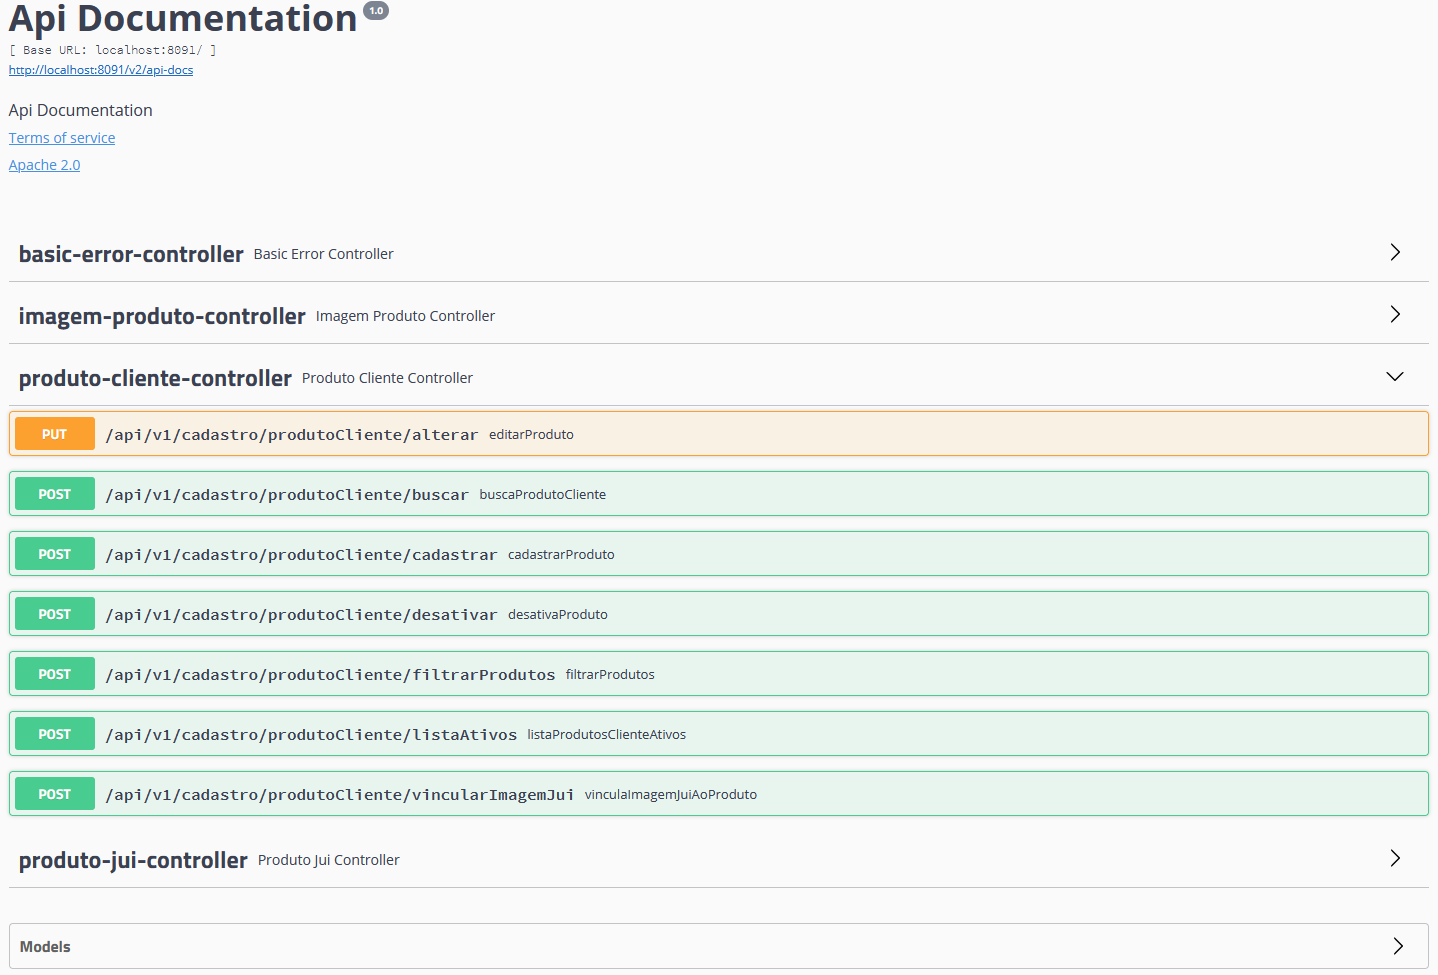 Api Documentation 1.0
[ Base URL: localhost:8091/ ]
http://localhost:8091/v2/api-docs
Api Documentation
Terms of service
Apache 2.0
basic-error-controller Basic Error Controller
imagem-produto-controller Imagem Produto Controller
produto-cliente-controller Produto Cliente Controller
PUT /api/v1/cadastro/produtoCliente/alterar editarProduto
POST /api/v1/cadastro/produtoCliente/buscar buscaProdutoCliente
POST /api/v1/cadastro/produtoCliente/cadastrar cadastrarProduto
POST /api/v1/cadastro/produtoCliente/desativar desativaProduto
POST /api/v1/cadastro/produtoCliente/filtrarProdutos filtrarProdutos
POST /api/v1/cadastro/produtoCliente/listaAtivos listaProdutosClienteAtivos
POST /api/v1/cadastro/produtoCliente/vincularImagemJui vinculaImagemJuiAoProduto
produto-jui-controller Produto Jui Controller
Models